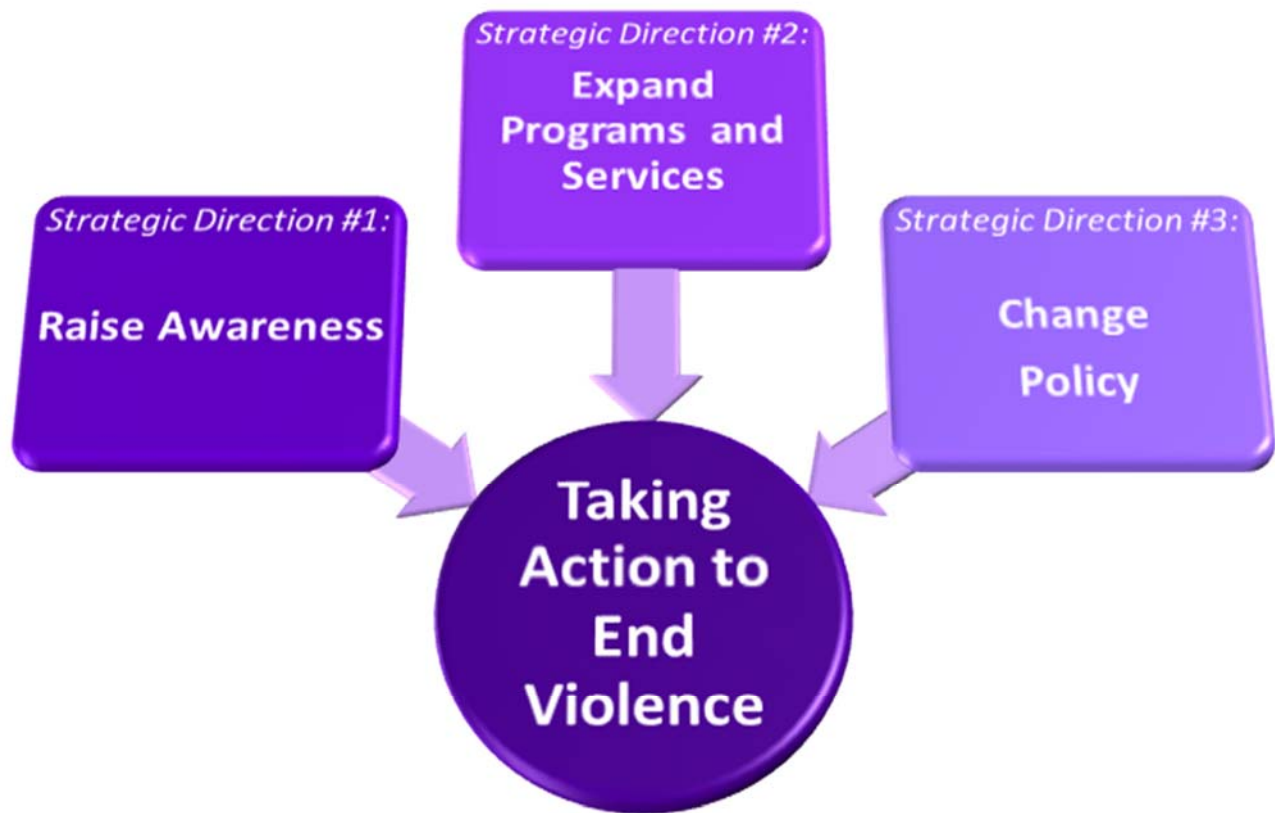 Strategic Direction #1:
Raise Awareness
Strategic Direction #2:
Expand
Programs and
Services
Strategic Direction #3:
Change
Policy
Taking
Action to
End
Violence